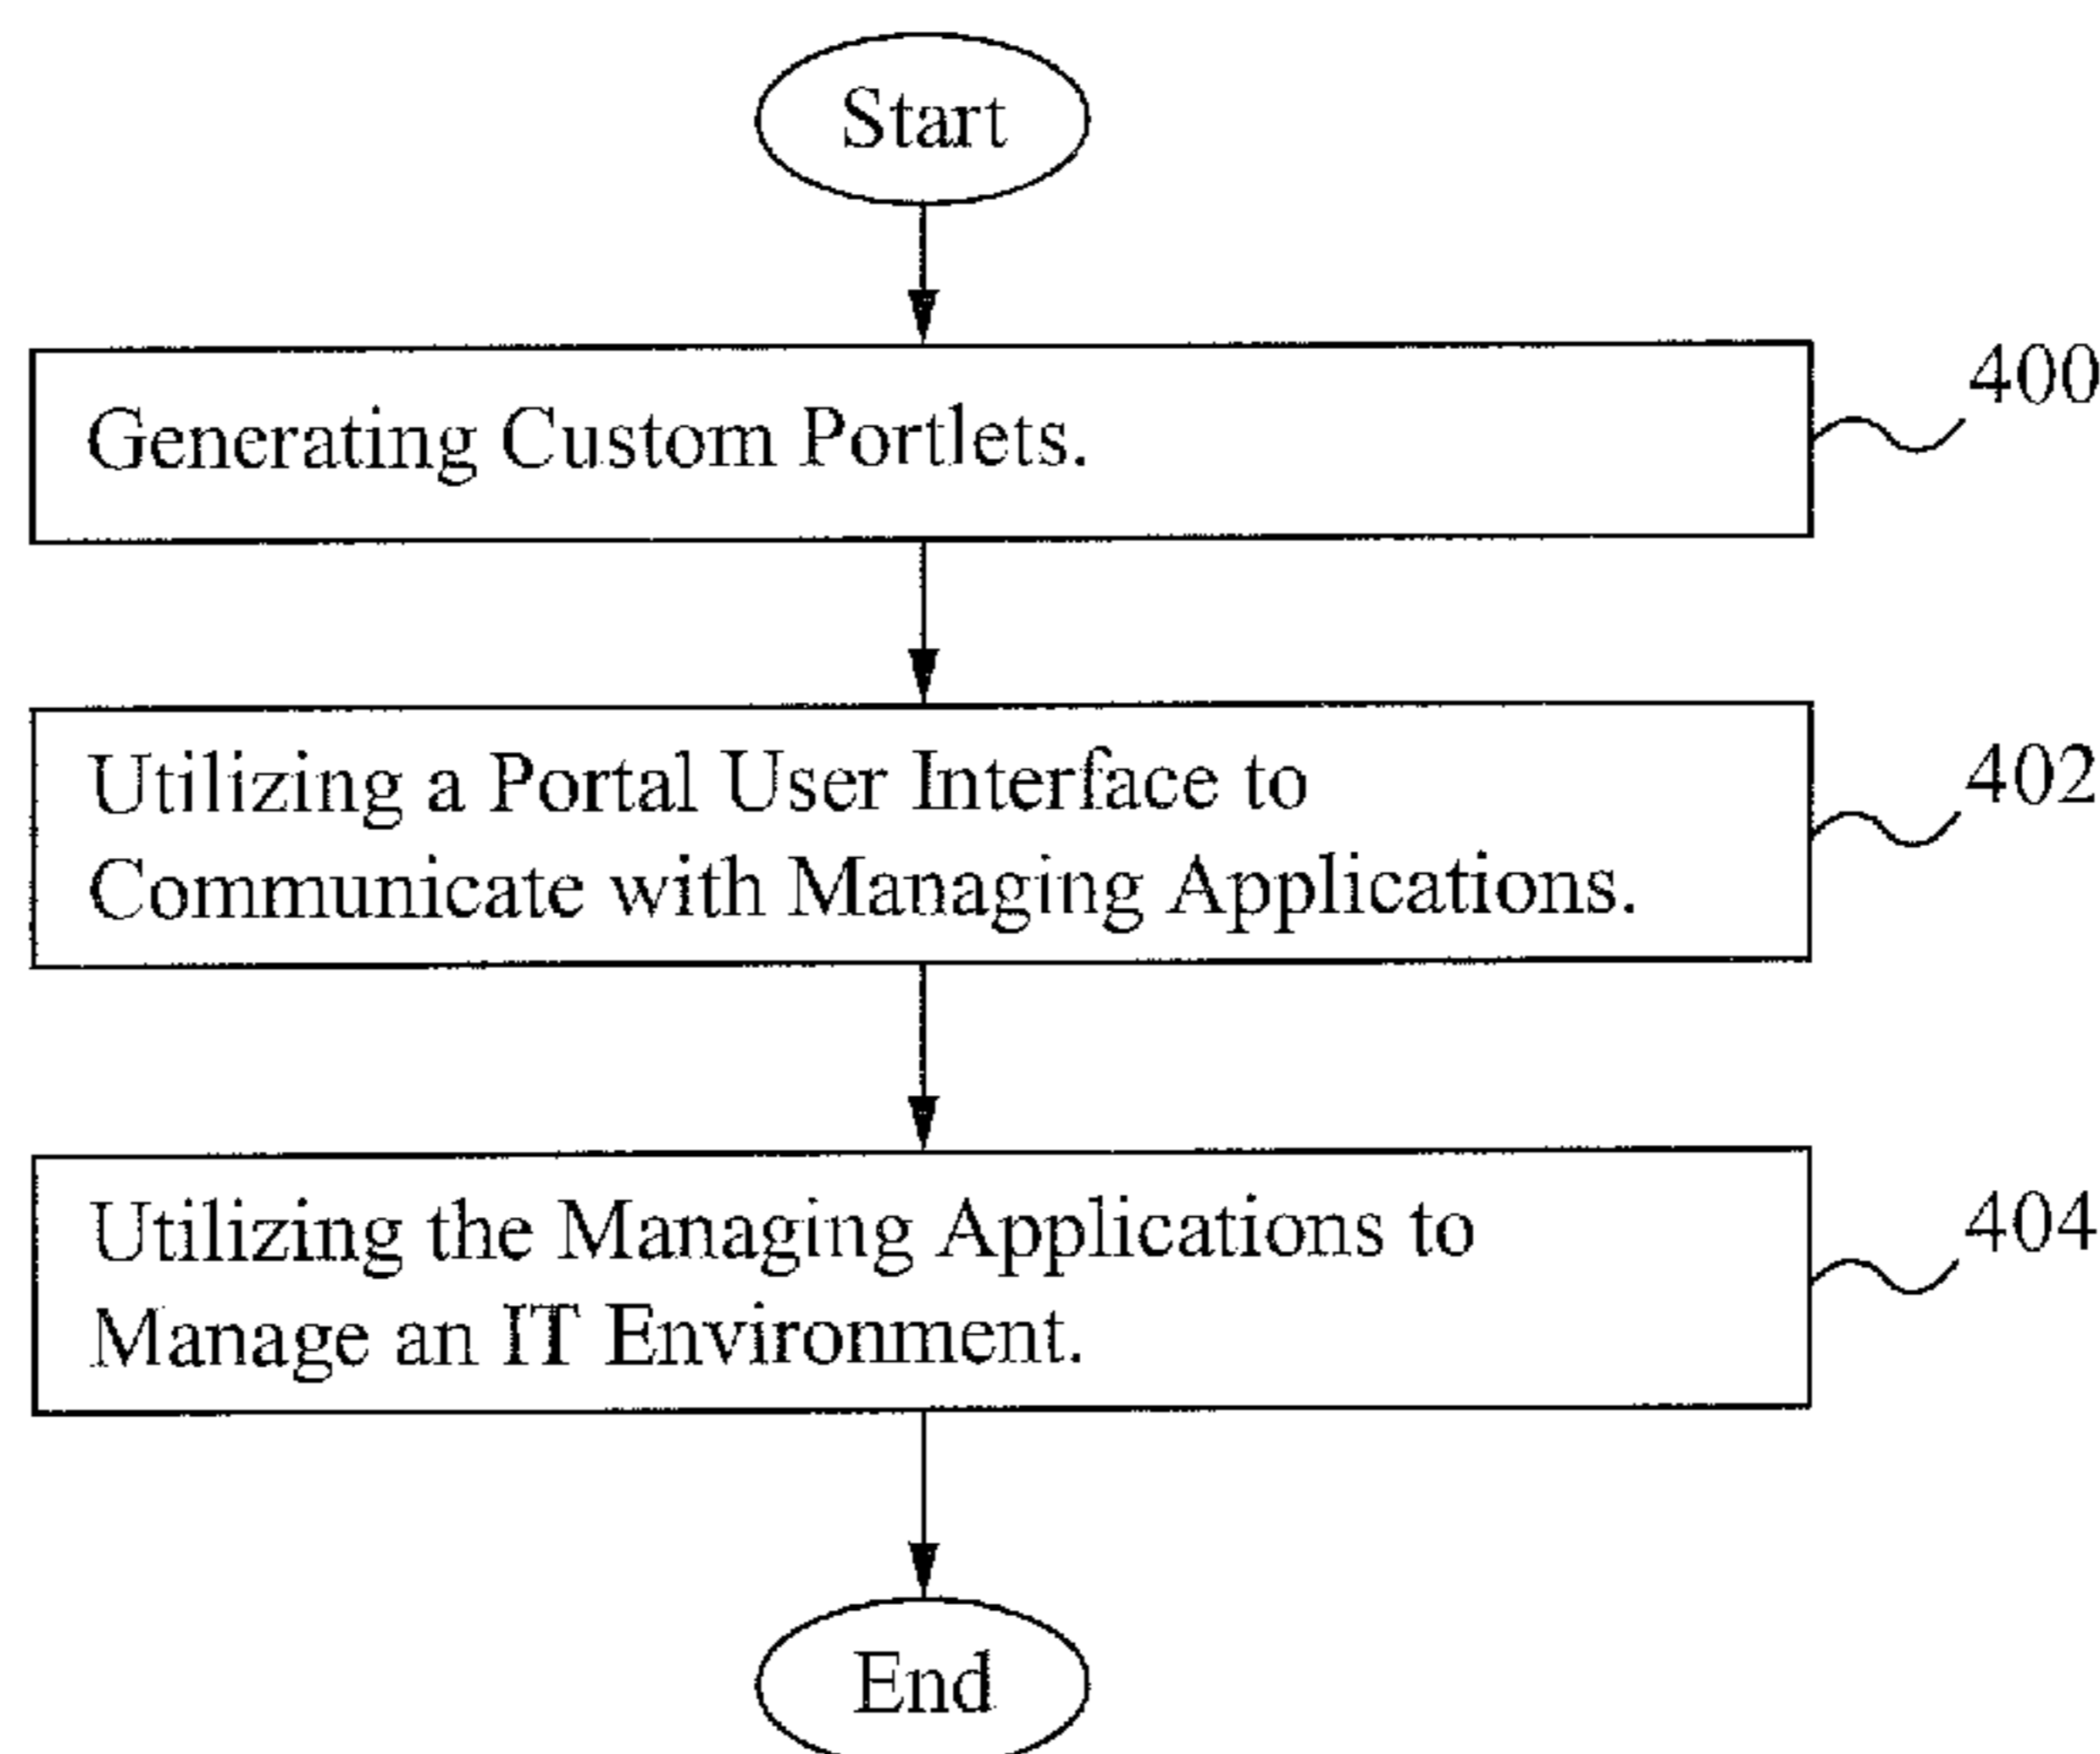 Start
Generating Custom Portlets.
400
Utilizing a Portal User Interface to
Communicate with Managing Applications.
402
Utilizing the Managing Applications to
Manage an IT Environment.
404
End